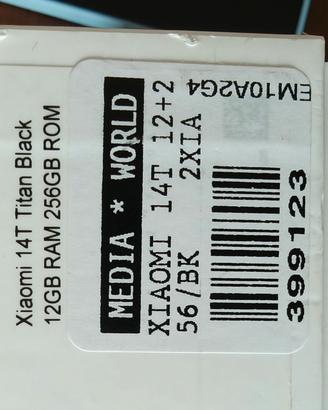 Xiaomi 14T Titan Black
12GB RAM 256GB ROM
MEDIA * WORLD
XIAOMI 14T 12+2
56/BK 2XIA
399123
EM10A2G4